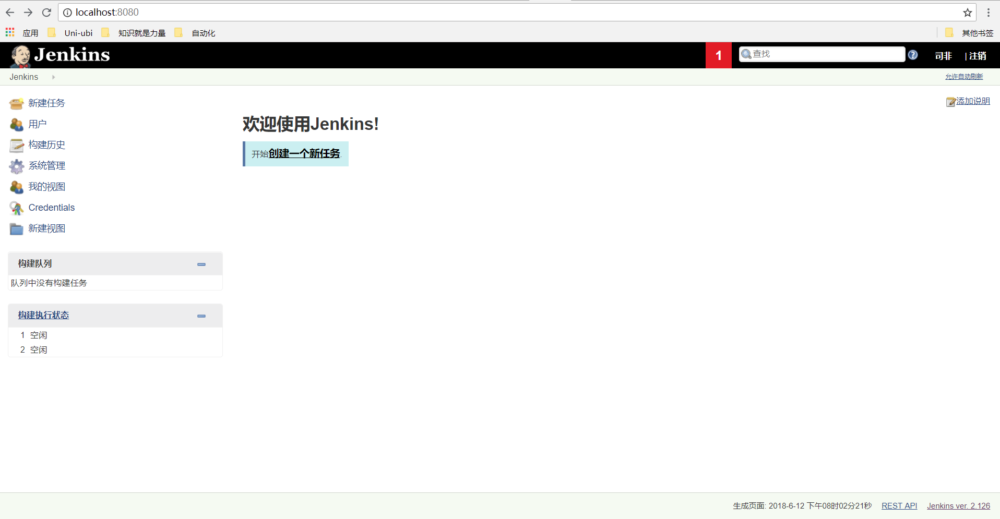 localhost:8080
应用 Uni-ubi 知识就是力量 自动化 其他书签
Jenkins 1 查找 司非 | 注销
Jenkins 允许自动刷新
新建任务 添加说明
用户
构建历史
系统管理
我的视图
Credentials
新建视图
欢迎使用Jenkins!
开始创建一个新任务.
构建队列
队列中没有构建任务
构建执行状态
1 空闲
2 空闲
生成页面: 2018-6-12 下午08时02分21秒 REST API Jenkins ver. 2.126